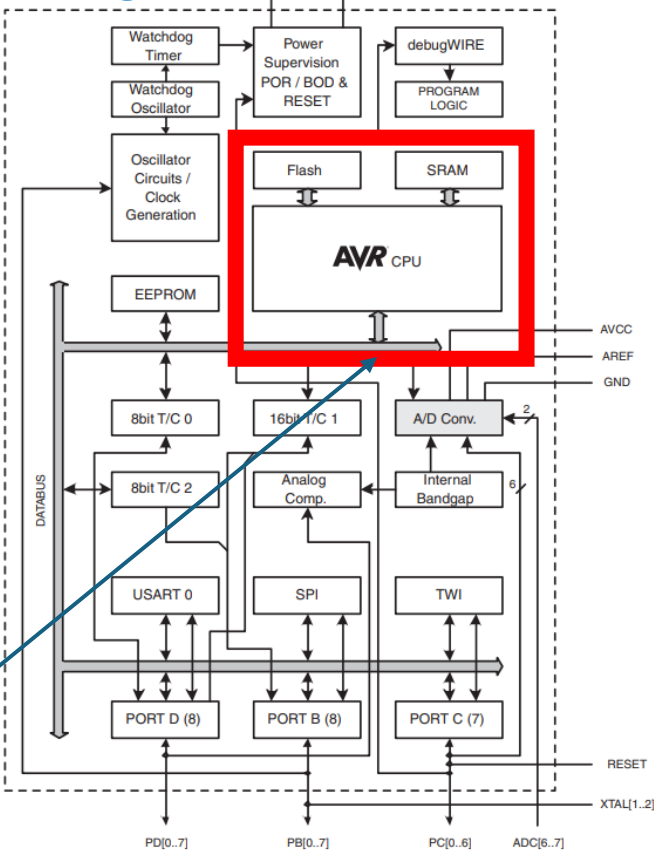 Watchdog
Timer
Power
Supervision
POR / BOD &
RESET
debugWIRE
Watchdog
Oscillator
PROGRAM
LOGIC
Oscillator
Circuits /
Clock
Generation
Flash
SRAM
AVR CPU
EEPROM
AVCC
AREF
GND
8bit T/C 0
16bit T/C 1
A/D Conv.
2
DATABUS
8bit T/C 2
Analog
Comp.
Internal
Bandgap
6
USART 0
SPI
TWI
PORT D (8)
PORT B (8)
PORT C (7)
RESET
XTAL[1..2]
PD[0..7]
PB[0..7]
PC[0..6]
ADC[6..7]